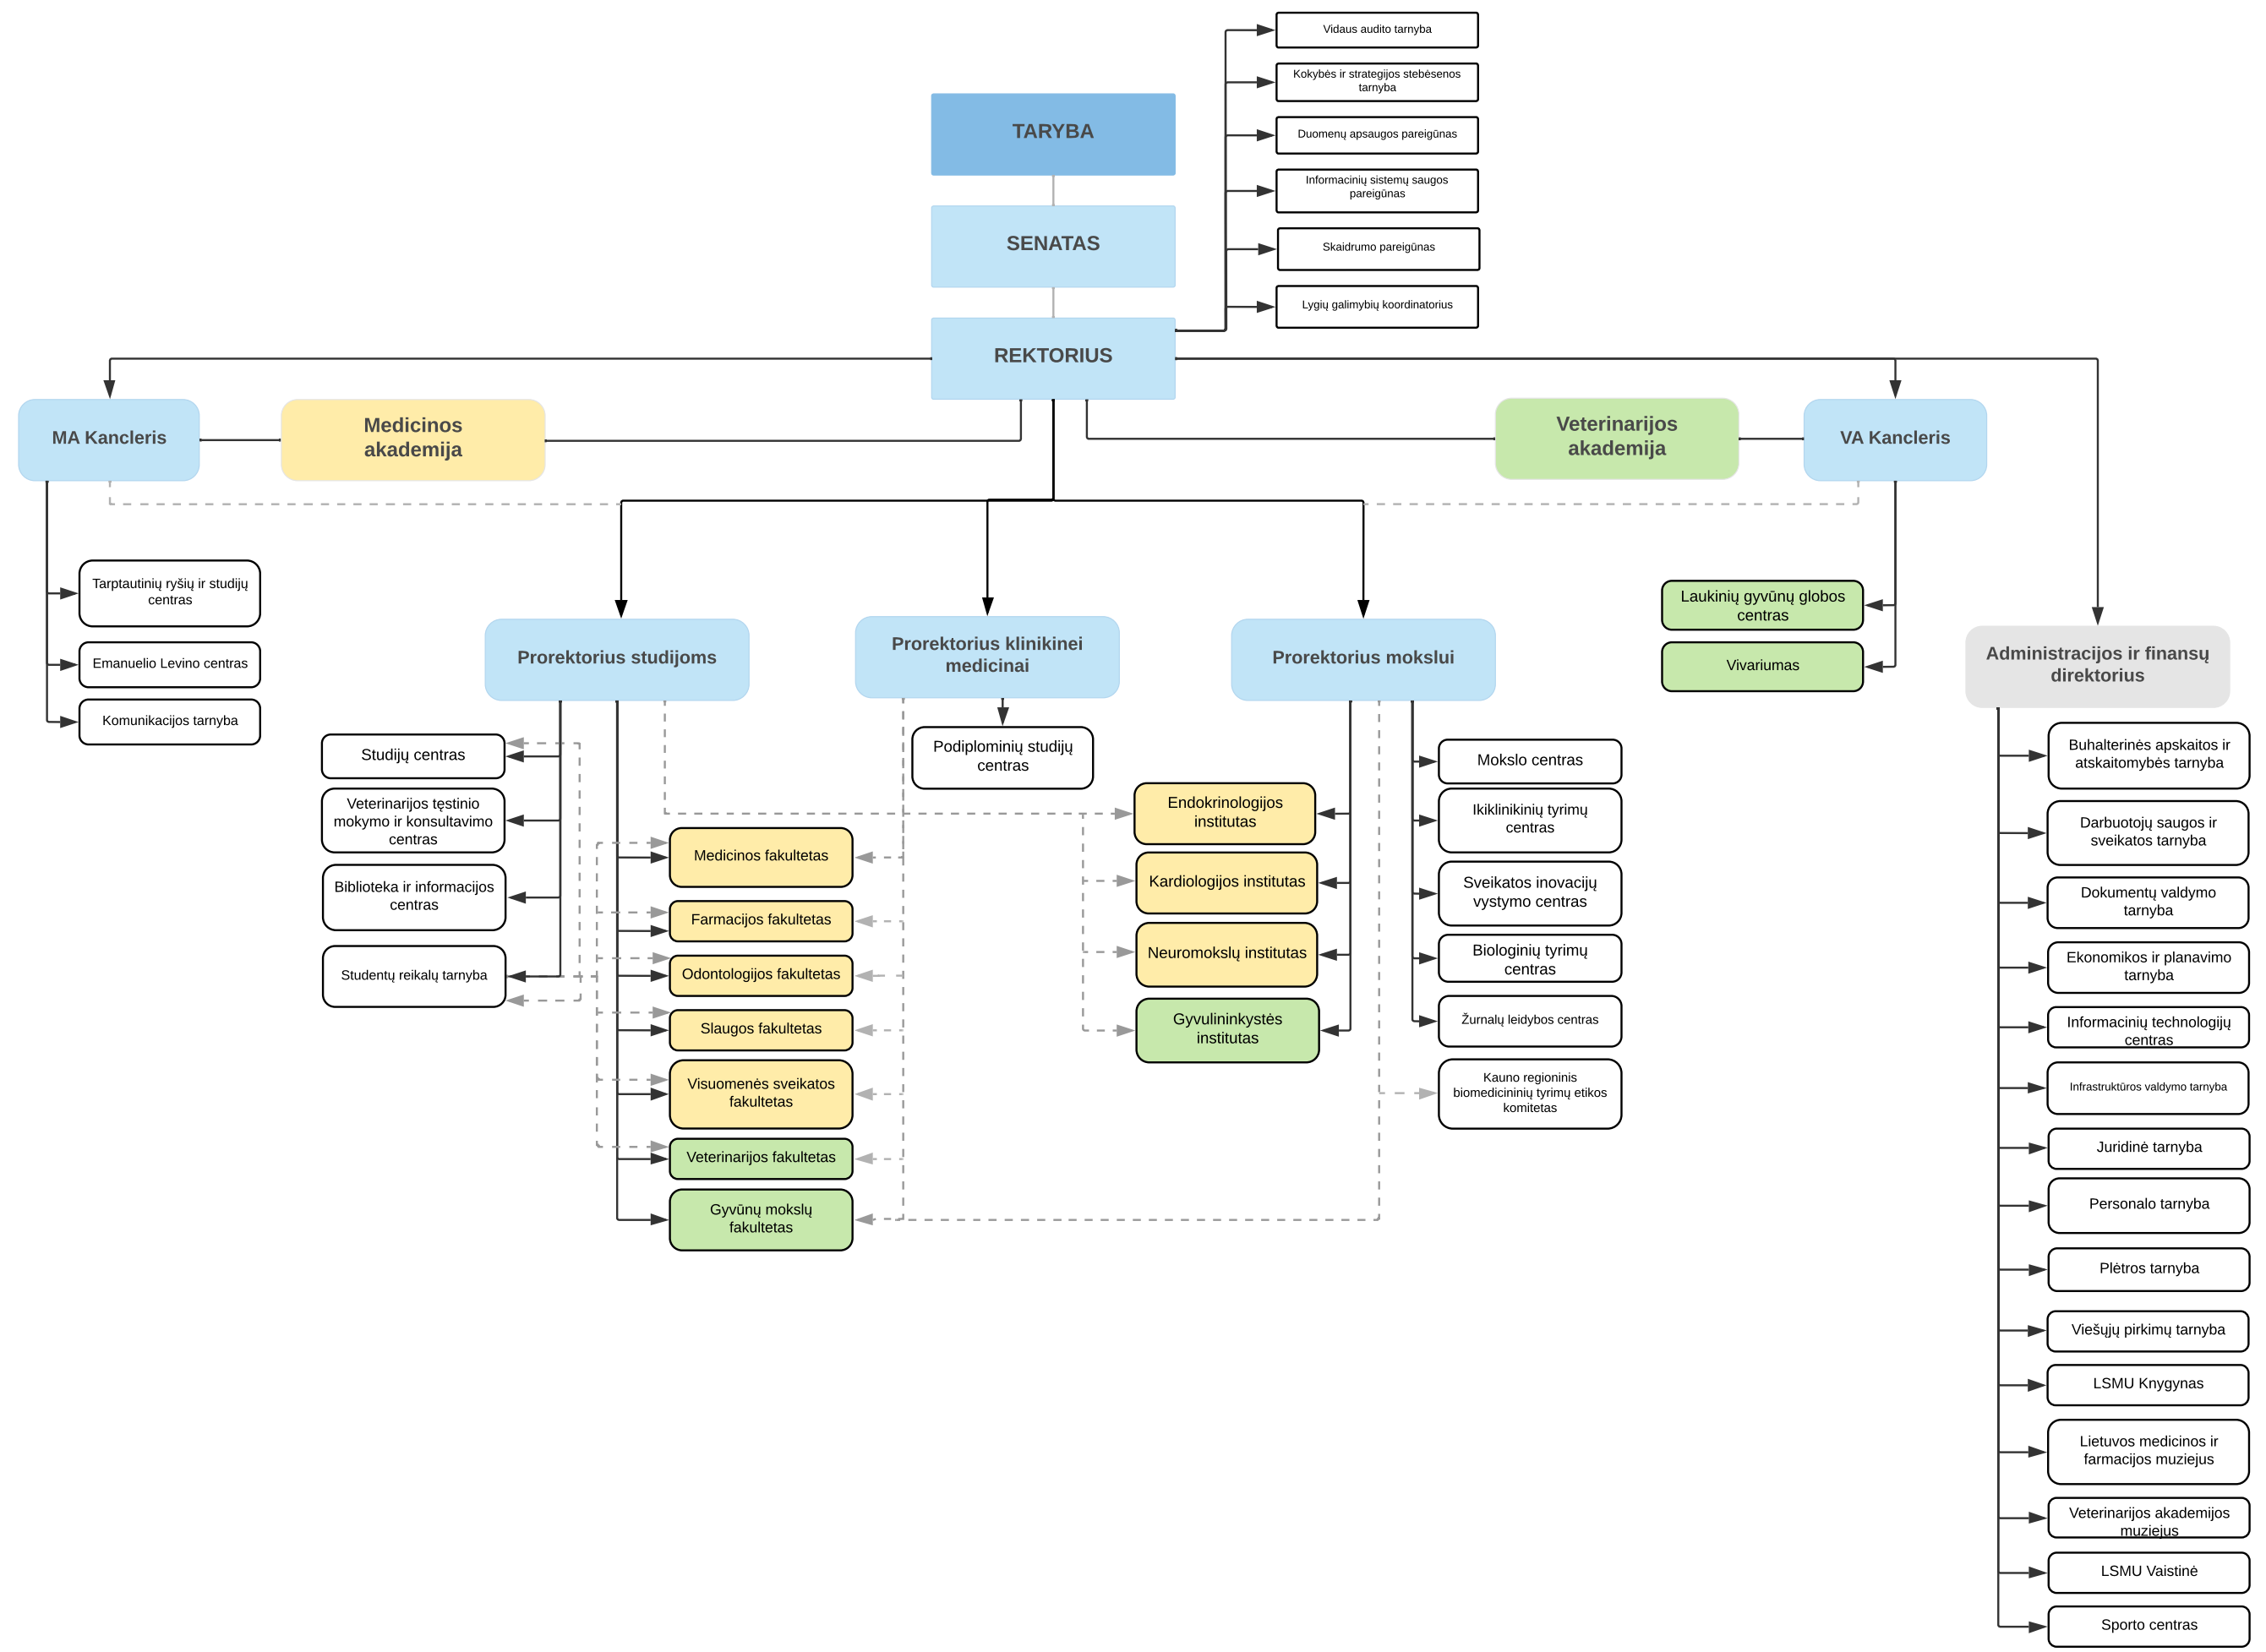 Vidaus audito tarnyba
Kokybės ir strategijos stebėsenos
tarnyba
Duomenų apsaugos pareigūnas
Informacinių sistemų saugos
pareigūnas
Skaidrumo pareigūnas
Lygių galimybių koordinatorius
TARYBA
SENATAS
REKTORIUS
MA Kancleris
Medicinos
akademija
Veterinarijos
akademija
VA Kancleris
Tarptautinių ryšių ir studijų
centras
Emanuelio Levino centras
Komunikacijos tarnyba
Laukinių gyvūnų globos
centras
Vivariumas
Prorektorius studijoms
Prorektorius klinikinei
medicinai
Prorektorius mokslui
Administracijos ir finansų
direktorius
Studijų centras
Veterinarijos tęstinio
mokymo ir konsultavimo
centras
Biblioteka ir informacijos
centras
Studentų reikalų tarnyba
Medicinos fakultetas
Farmacijos fakultetas
Odontologijos fakultetas
Slaugos fakultetas
Visuomenės sveikatos
fakultetas
Veterinarijos fakultetas
Gyvūnų mokslų
fakultetas
Podiplominių studijų
centras
Endokrinologijos
institutas
Kardiologijos institutas
Neuromokslų institutas
Gyvulininkystės
institutas
Mokslo centras
Ikiklinikinių tyrimų
centras
Sveikatos inovacijų
vystymo centras
Biologinių tyrimų
centras
Žurnalų leidybos centras
Kauno regioninis
biomedicininių tyrimų etikos
komitetas
Buhalterinės apskaitos ir
atskaitomybės tarnyba
Darbuotojų saugos ir
sveikatos tarnyba
Dokumentų valdymo
tarnyba
Ekonomikos ir planavimo
tarnyba
Informacinių technologijų
centras
Infrastruktūros valdymo tarnyba
Juridinė tarnyba
Personalo tarnyba
Plėtros tarnyba
Viešųjų pirkimų tarnyba
LSMU Knygynas
Lietuvos medicinos ir
farmacijos muziejus
Veterinarijos akademijos
muziejus
LSMU Vaistinė
Sporto centras